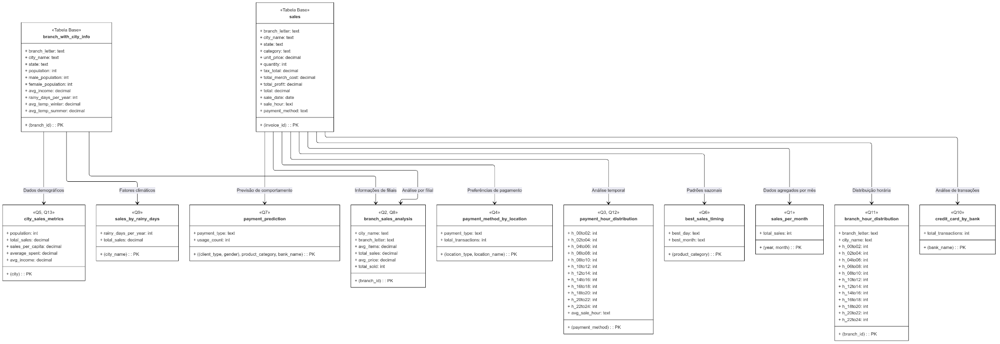 «Tabela Base»
branch_with_city_info
+ branch_letter: text
+ city_name: text
+ state: text
+ population: int
+ male_population: int
+ female_population: int
+ avg_income: decimal
+ rainy_days_per_year: int
+ avg_temp_winter: decimal
+ avg_temp_summer: decimal
+ (branch_id) : : PK
«Tabela Base»
sales
+ branch_letter: text
+ city_name: text
+ state: text
+ category: text
+ unit_price: decimal
+ quantity: int
+ tax_total: decimal
+ total_merch_cost: decimal
+ total_profit: decimal
+ total: decimal
+ sale_date: date
+ sale_hour: text
+ payment_method: text
+ (invoice_id) : : PK
Dados demográficos
Fatores climáticos
Previsão de comportamento
Informações de filiais
Análise por filial
Preferências de pagamento
Análise temporal
Padrões sazonais
Dados agregados por mês
Distribuição horária
Análise de transações
«Q5, Q13»
city_sales_metrics
+ population: int
+ total_sales: decimal
+ sales_per_capita: decimal
+ average_spent: decimal
+ avg_income: decimal
+ (city) : : PK
«Q9»
sales_by_rainy_days
+ rainy_days_per_year: int
+ total_sales: decimal
+ (city_name) : : PK
«Q7»
payment_prediction
+ payment_type: text
+ usage_count: int
+ ((client_type, gender), product_category, bank_name) : : PK
«Q2, Q8»
branch_sales_analysis
+ city_name: text
+ branch_letter: text
+ avg_items: decimal
+ total_sales: decimal
+ avg_price: decimal
+ total_sold: int
+ (branch_id) : : PK
«Q4»
payment_method_by_location
+ payment_type: text
+ total_transactions: int
+ (location_type, location_name) : : PK
«Q3, Q12»
payment_hour_distribution
+ h_00to02: int
+ h_02to04: int
+ h_04to06: int
+ h_06to08: int
+ h_08to10: int
+ h_10to12: int
+ h_12to14: int
+ h_14to16: int
+ h_16to18: int
+ h_18to20: int
+ h_20to22: int
+ h_22to24: int
+ avg_sale_hour: text
+ (payment_method) : : PK
«Q6»
best_sales_timing
+ best_day: text
+ best_month: text
+ (product_category) : : PK
«Q1»
sales_per_month
+ total_sales: int
+ (year, month) : : PK
«Q11»
branch_hour_distribution
+ branch_letter: text
+ city_name: text
+ h_00to02: int
+ h_02to04: int
+ h_04to06: int
+ h_06to08: int
+ h_08to10: int
+ h_10to12: int
+ h_12to14: int
+ h_14to16: int
+ h_16to18: int
+ h_18to20: int
+ h_20to22: int
+ h_22to24: int
+ (branch_id) : : PK
«Q10»
credit_card_by_bank
+ total_transactions: int
+ (bank_name) : : PK